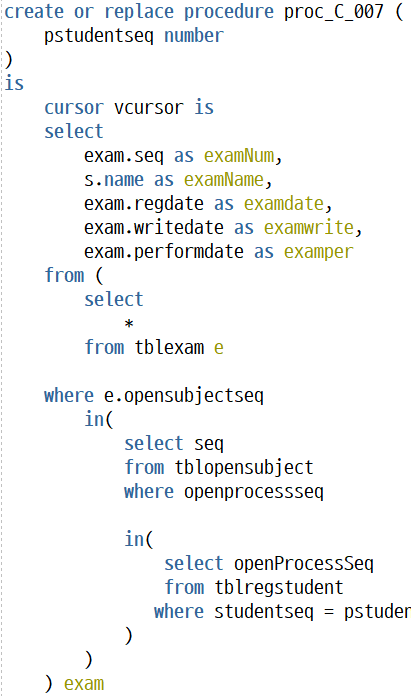 create or replace procedure proc_C_007 (
    pstudentseq number
)
is
    cursor vcursor is
    select
        exam.seq as examNum,
        s.name as examName,
        exam.regdate as examdate,
        exam.writedate as examwrite,
        exam.performdate as examper
    from (
        select
            *
        from tblexam e
    where e.opensubjectseq
        in(
            select seq
            from tblopensubject
            where openprocessseq
            in(
                select openProcessSeq
                from tblregstudent
               where studentseq = pstuden
            )
        )
    ) exam